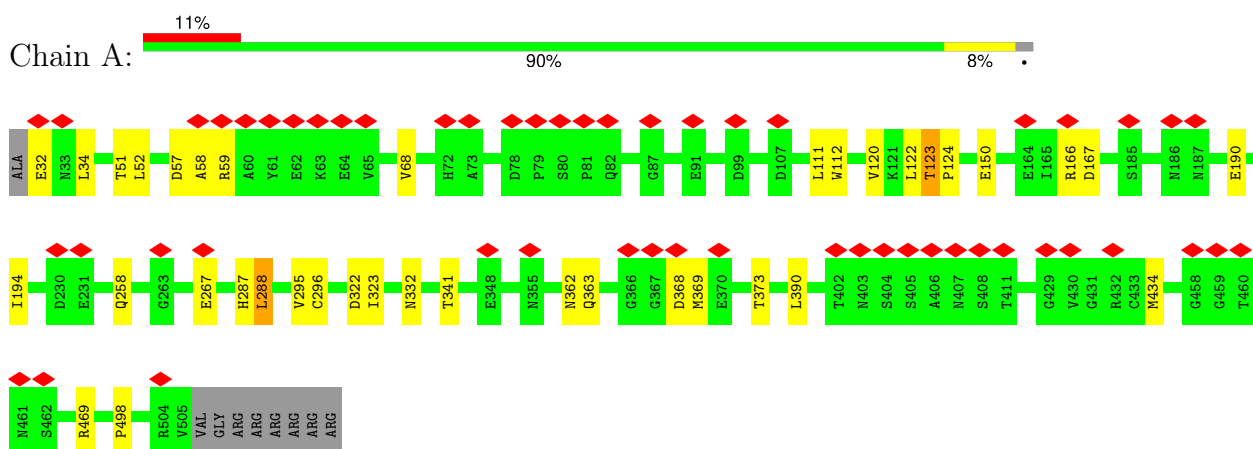 11%
Chain A:
90% 8% •
ALA E32 N33 L34 T51 L52 D57 A58 R59 A60 Y61 E62 K63 E64 V65 V68 H72 A73 D78 P79 S80 P81 Q82 G87 E91 D99 D107 L111 W112 V120 K121 L122 T123 P124 E150 E164 I165 R166 D167 S185 N186 N187 E190
I194 D230 E231 Q258 G263 E267 H287 L288 V295 C296 D322 I323 N332 T341 E348 N355 N362 Q363 G366 G367 D368 M369 E370 T373 L390 T402 N403 S404 S405 A406 N407 S408 T411 G429 V430 G431 R432 C433 M434 G458 G459 T460
N461 S462 R469 P498 R504 V505 VAL GLY ARG ARG ARG ARG ARG ARG